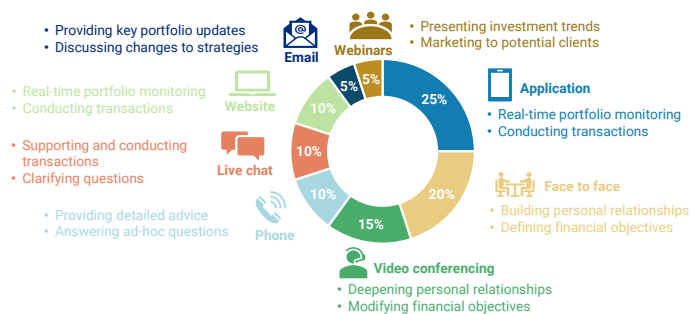 • Providing key portfolio updates
• Discussing changes to strategies
Email
Webinars
• Presenting investment trends
• Marketing to potential clients
• Real-time portfolio monitoring
• Conducting transactions
Website
5%
5%
10%
25%
Application
• Real-time portfolio monitoring
• Conducting transactions
• Supporting and conducting
transactions
• Clarifying questions
Live chat
10%
20%
Face to face
• Building personal relationships
• Defining financial objectives
• Providing detailed advice
• Answering ad-hoc questions
Phone
10%
15%
Video conferencing
• Deepening personal relationships
• Modifying financial objectives